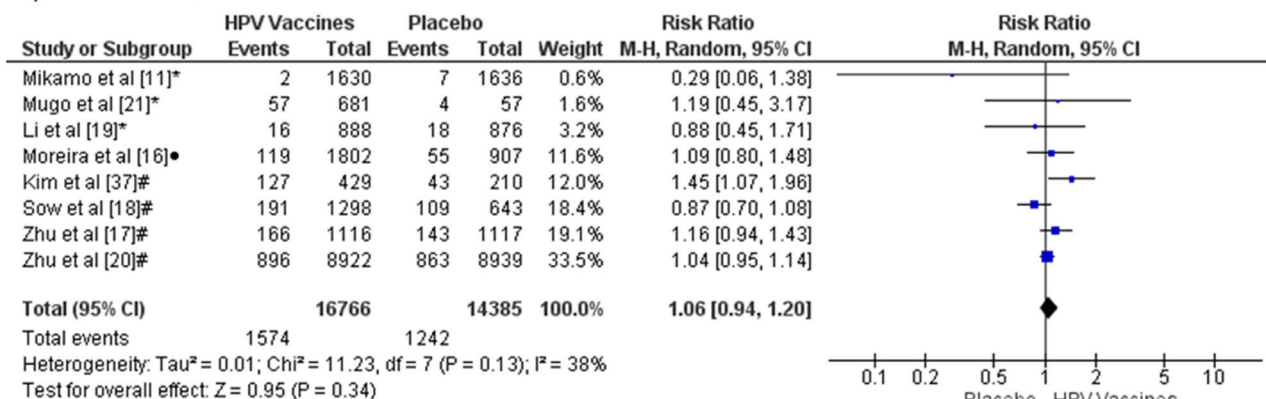 HPV Vaccines Placebo Risk Ratio Risk Ratio
Study or Subgroup Events Total Events Total Weight M-H, Random, 95% CI M-H, Random, 95% CI
Mikamo et al [11]* 2 1630 7 1636 0.6% 0.29 [0.06, 1.38]
Mugo et al [21]* 57 681 4 57 1.6% 1.19 [0.45, 3.17]
Li et al [19]* 16 888 18 876 3.2% 0.88 [0.45, 1.71]
Moreira et al [16]● 119 1802 55 907 11.6% 1.09 [0.80, 1.48]
Kim et al [37]# 127 429 43 210 12.0% 1.45 [1.07, 1.96]
Sow et al [18]# 191 1298 109 643 18.4% 0.87 [0.70, 1.08]
Zhu et al [17]# 166 1116 143 1117 19.1% 1.16 [0.94, 1.43]
Zhu et al [20]# 896 8922 863 8939 33.5% 1.04 [0.95, 1.14]
Total (95% CI) 16766 14385 100.0% 1.06 [0.94, 1.20]
Total events 1574 1242
Heterogeneity: Tau² = 0.01; Chi² = 11.23, df = 7 (P = 0.13); I² = 38%
Test for overall effect: Z = 0.95 (P = 0.34)
0.1 0.2 0.5 1 2 5 10
Placebo HPV Vaccines